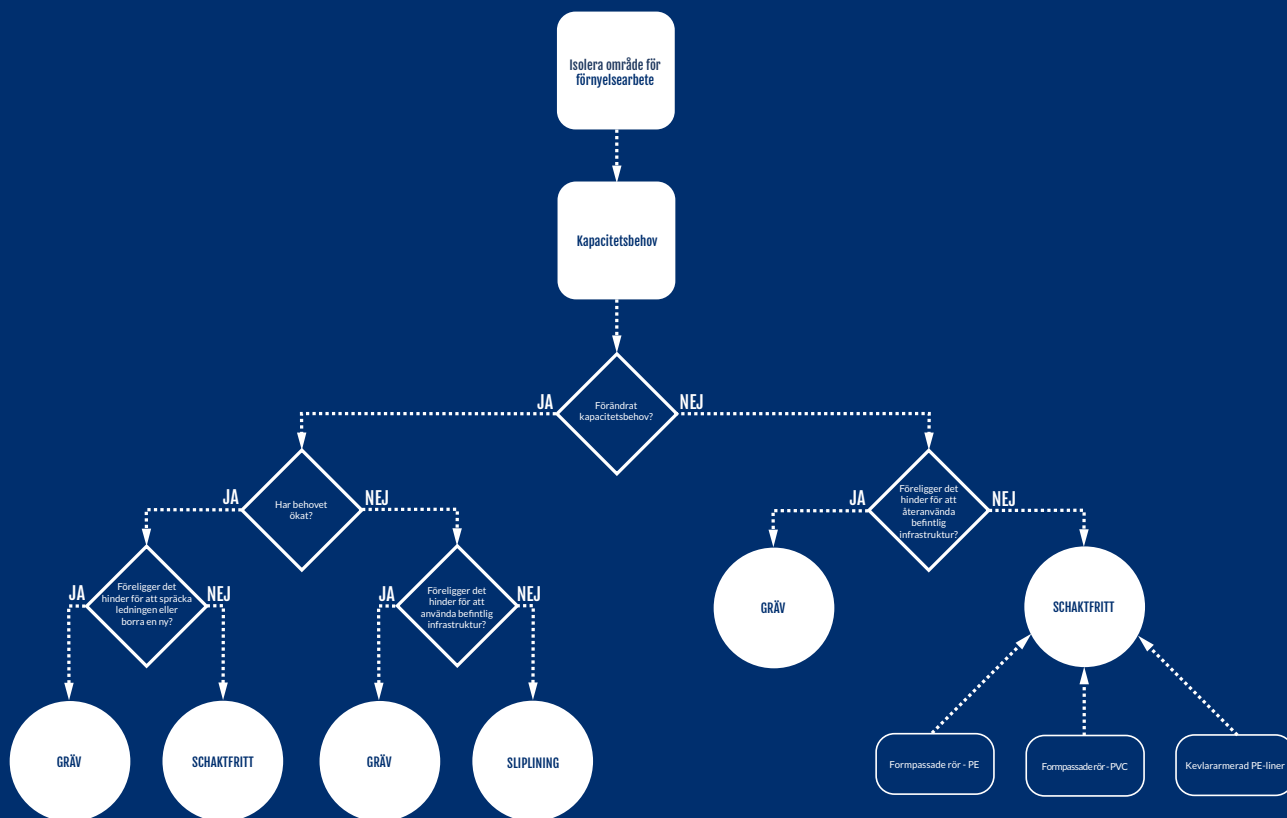 Isolera område för
förnyelsearbete
Kapacitetsbehov
JA
Förändrat
kapacitetsbehov?
NEJ
JA
Har behovet
ökat?
NEJ
JA
Föreligger det
hinder för att
återanvända
befintlig
infrastruktur?
NEJ
JA
Föreligger det
hinder för att spräcka
ledningen eller
borra en ny?
NEJ
JA
Föreligger det
hinder för att
använda befintlig
infrastruktur?
NEJ
GRÄV
SCHAKTFRITT
GRÄV
SCHAKTFRITT
GRÄV
SLIPLINING
Formpassade rör - PE
Formpassade rör - PVC
Kevlararmerad PE-liner